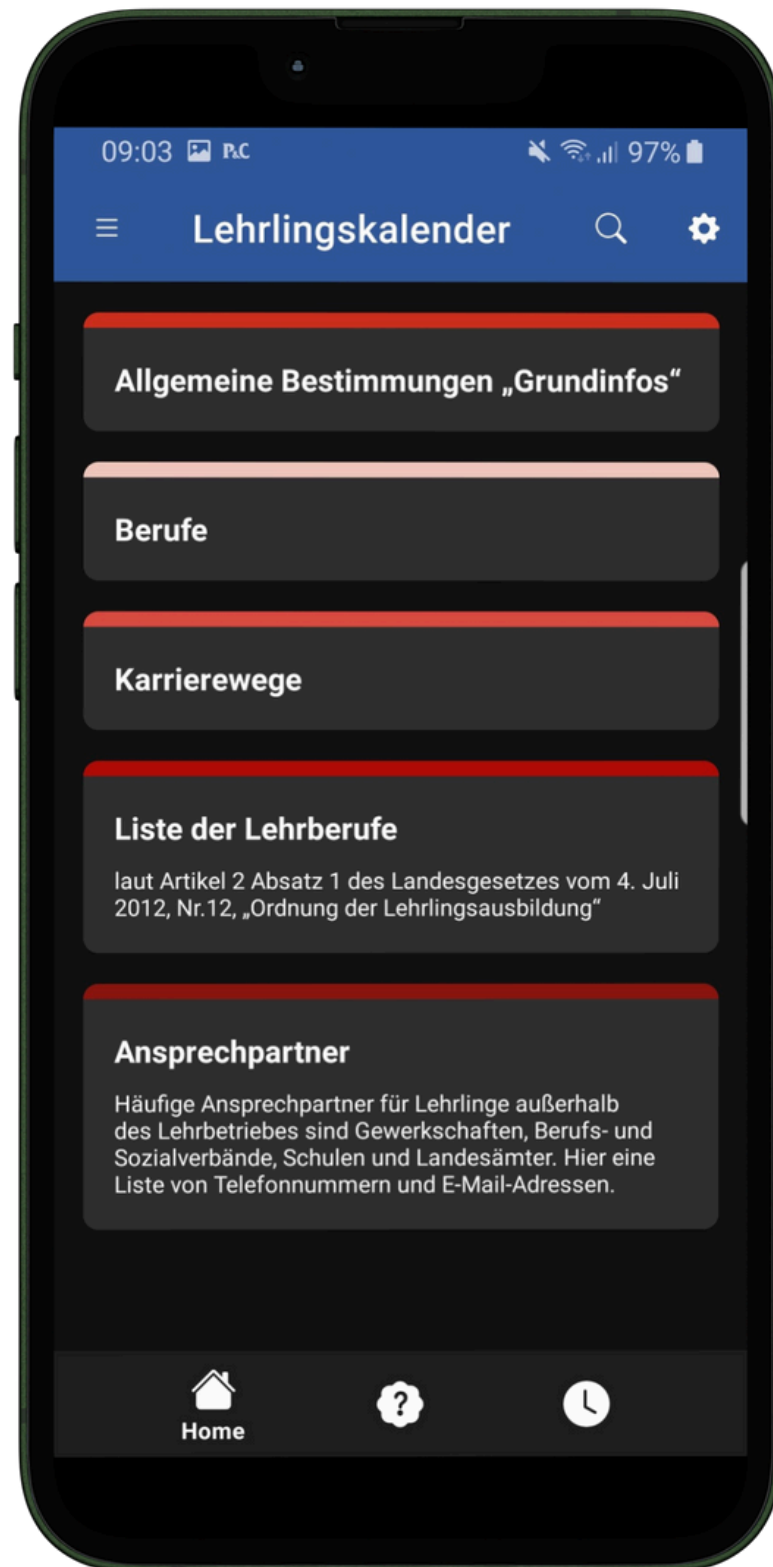 09:03 P&C 97%
Lehrlingskalender
Allgemeine Bestimmungen „Grundinfos“
Berufe
Karrierewege
Liste der Lehrberufe
laut Artikel 2 Absatz 1 des Landesgesetzes vom 4. Juli
2012, Nr.12, „Ordnung der Lehrlingsausbildung“
Ansprechpartner
Häufige Ansprechpartner für Lehrlinge außerhalb
des Lehrbetriebes sind Gewerkschaften, Berufs- und
Sozialverbände, Schulen und Landesämter. Hier eine
Liste von Telefonnummern und E-Mail-Adressen.
?
Home